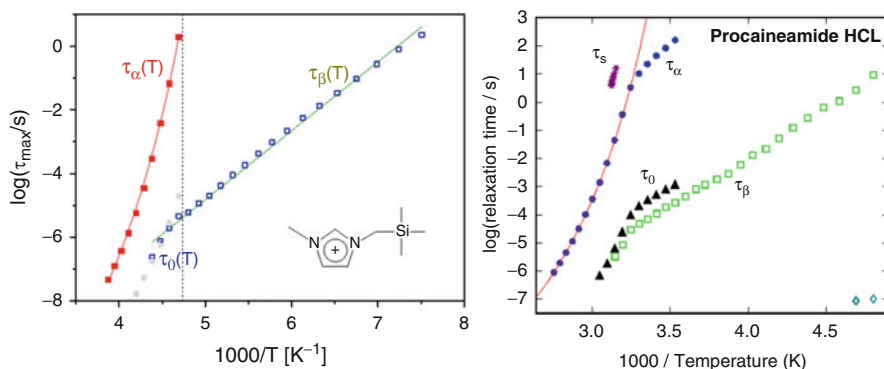 log(τmax/s)
0
−2
−4
−6
−8
4
5
6
7
8
1000/T [K⁻¹]
τα(T)
τβ(T)
τ0(T)
N
N
+
Si
log(relaxation time / s)
3
2
1
0
−1
−2
−3
−4
−5
−6
−7
3.0
3.5
4.0
4.5
1000 / Temperature (K)
Procaineamide HCL
τs
τα
τ0
τβ